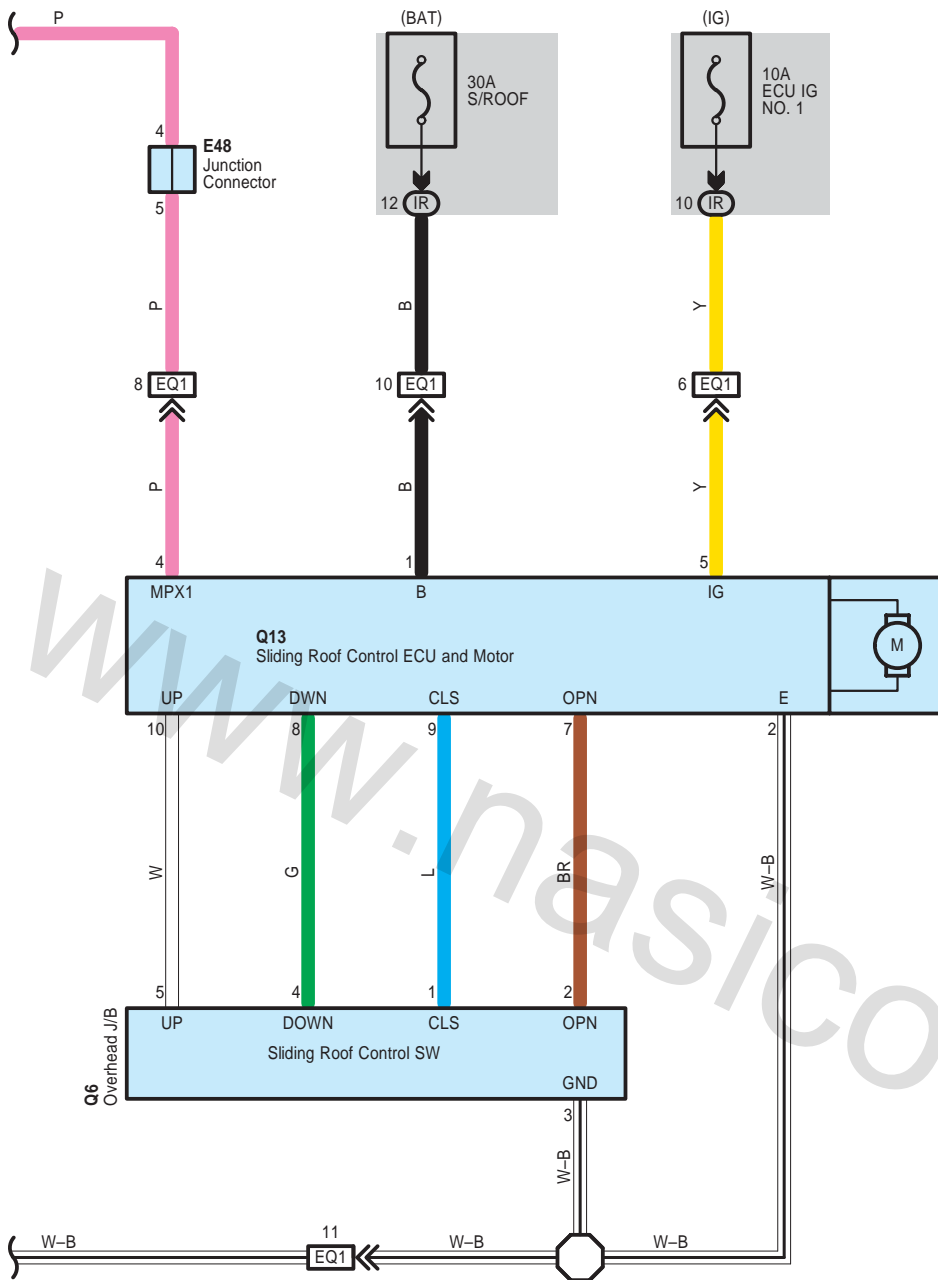 P
(BAT)
(IG)
30A
S/ROOF
10A
ECU IG
NO. 1
4
E48
Junction
Connector
5
12 IR
10 IR
P
B
Y
8 EQ1
10 EQ1
6 EQ1
P
B
Y
4
1
5
MPX1
B
IG
Q13
Sliding Roof Control ECU and Motor
M
UP
DWN
CLS
OPN
E
10
8
9
7
2
W
G
L
BR
W–B
5
4
1
2
UP
DOWN
CLS
OPN
Sliding Roof Control SW
Q6
Overhead J/B
GND
3
W–B
W–B
11
EQ1
W–B
W–B
www.nasico